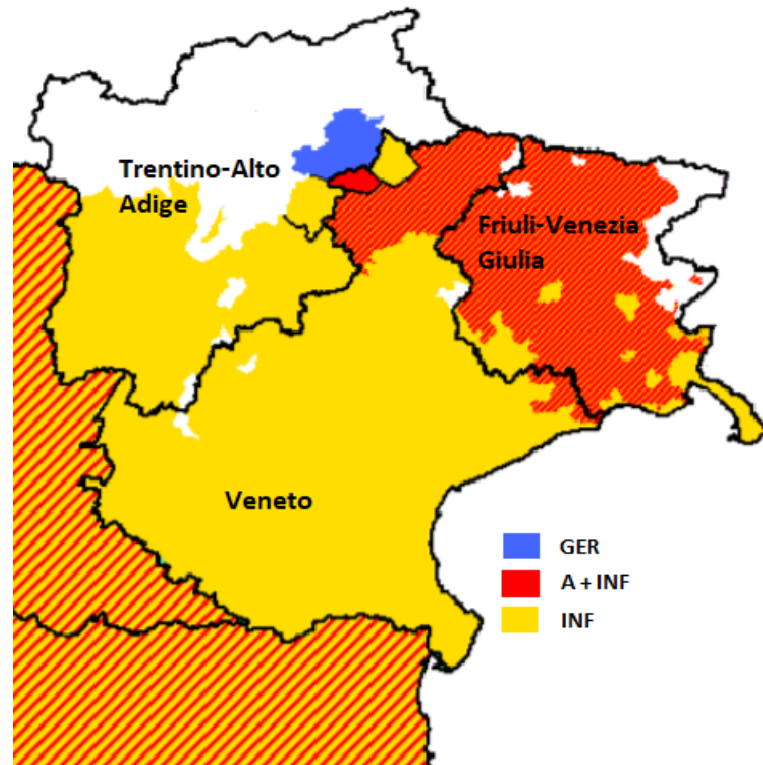 Trentino-Alto
Adige
Friuli-Venezia
Giulia
Veneto
GER
A + INF
INF